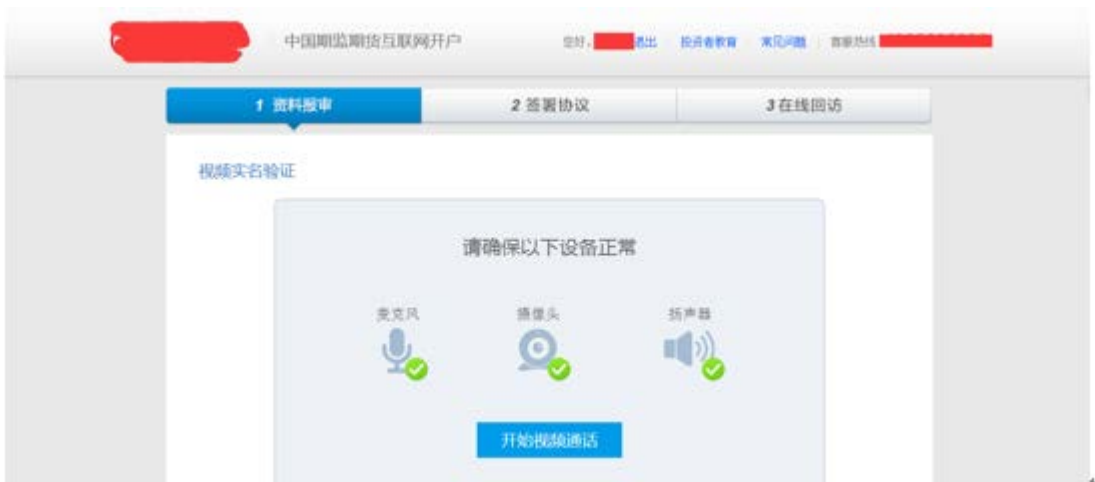 中国期监期货互联网开户 您好， 退出 投资者教育 常见问题 客服热线
1 资料报审 2 签署协议 3 在线回访
视频实名验证
请确保以下设备正常
麦克风 摄像头 扬声器
开始视频通话